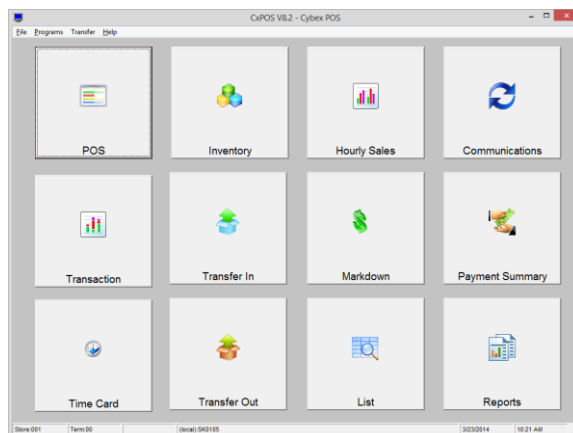 CxPOS V8.2 - Cybex POS
File Programs Transfer Help
POS Inventory Hourly Sales Communications
Transaction Transfer In Markdown Payment Summary
Time Card Transfer Out List Reports
Store:001 Term:00 (local):SK0105 3/23/2014 10:21 AM